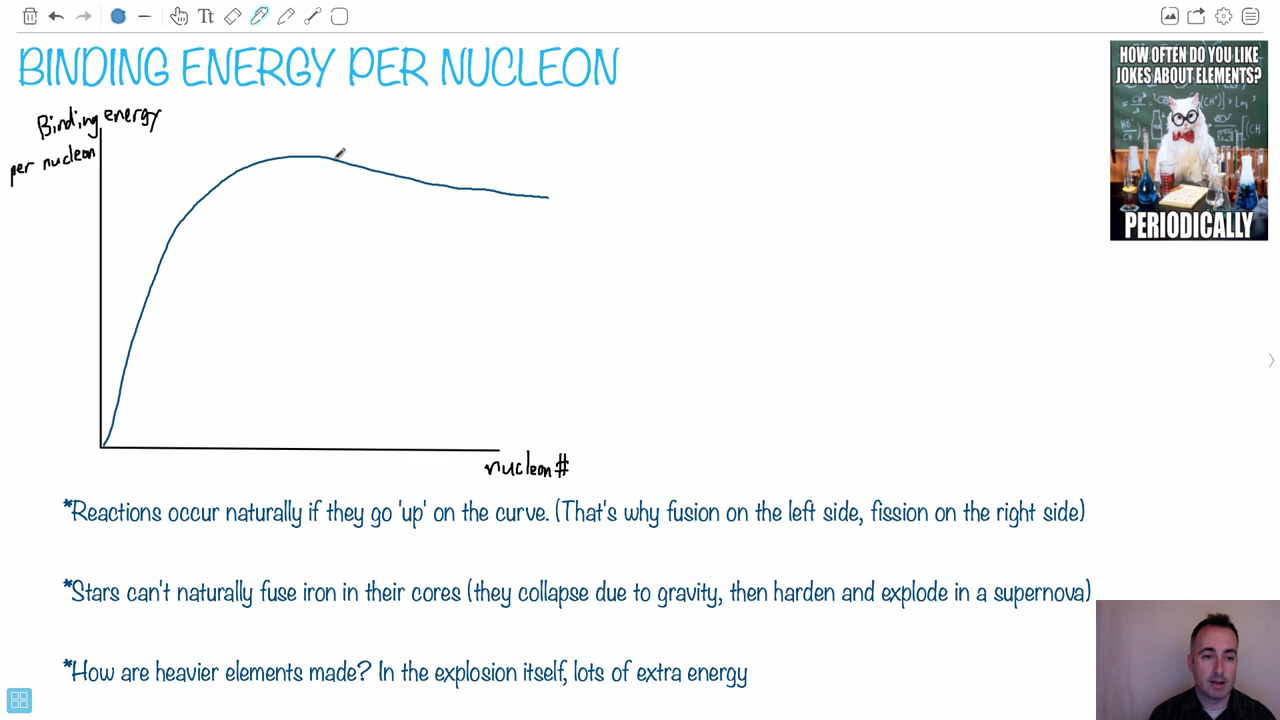 Tt
BINDING ENERGY PER NUCLEON
Binding energy
per nucleon
nucleon #
*Reactions occur naturally if they go 'up' on the curve. (That's why fusion on the left side, fission on the right side)
*Stars can't naturally fuse iron in their cores (they collapse due to gravity, then harden and explode in a supernova)
*How are heavier elements made? In the explosion itself, lots of extra energy
HOW OFTEN DO YOU LIKE
JOKES ABOUT ELEMENTS?
PERIODICALLY